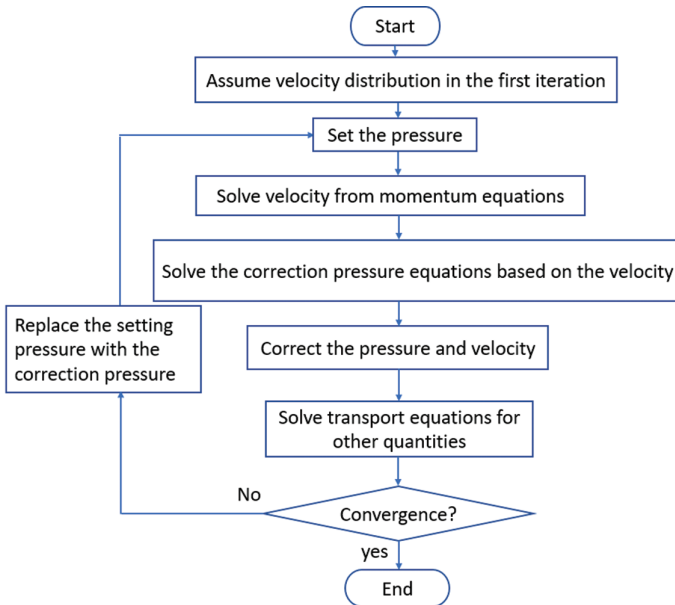 Start
Assume velocity distribution in the first iteration
Set the pressure
Solve velocity from momentum equations
Solve the correction pressure equations based on the velocity
Replace the setting
pressure with the
correction pressure
Correct the pressure and velocity
Solve transport equations for
other quantities
No
Convergence?
yes
End